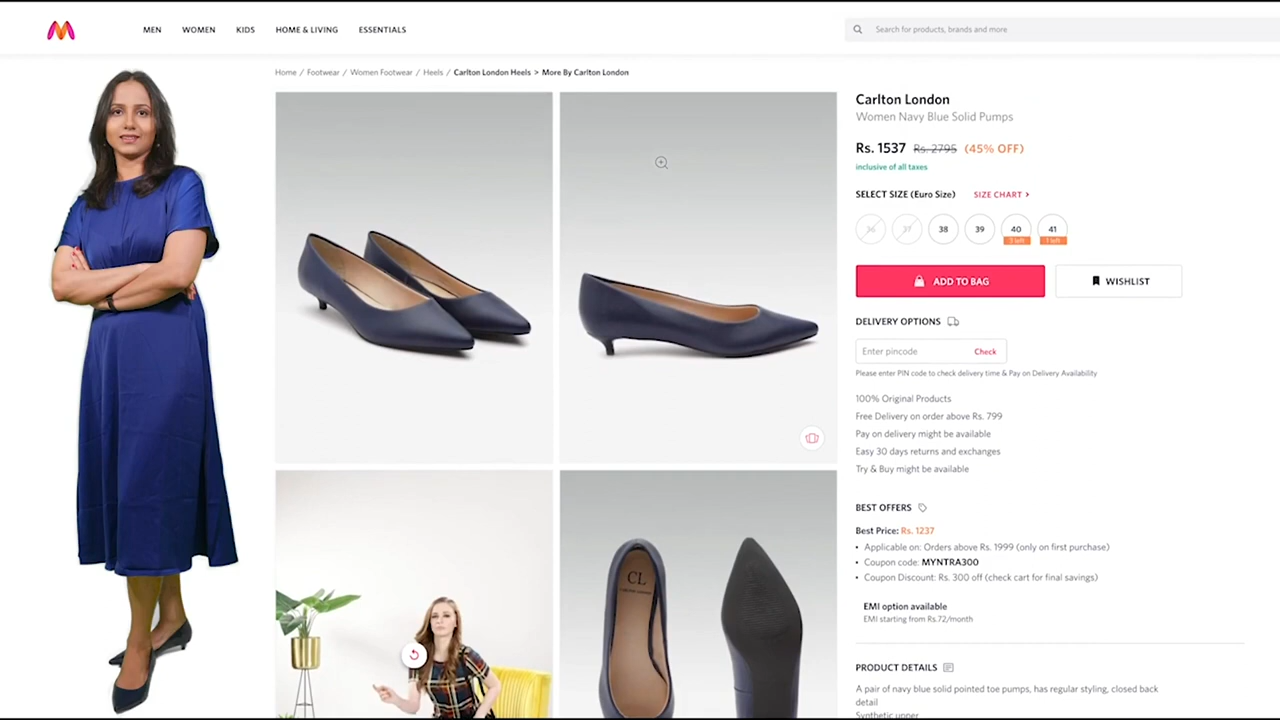 MEN WOMEN KIDS HOME & LIVING ESSENTIALS
Search for products, brands and more
Home / Footwear / Women Footwear / Heels / Carlton London Heels > More By Carlton London
Carlton London
Women Navy Blue Solid Pumps
Rs. 1537 Rs. 2795 (45% OFF)
inclusive of all taxes
SELECT SIZE (Euro Size) SIZE CHART >
36 37 38 39 40 41
3 left 1 left
ADD TO BAG WISHLIST
DELIVERY OPTIONS
Enter pincode Check
Please enter PIN code to check delivery time & Pay on Delivery Availability
100% Original Products
Free Delivery on order above Rs. 799
Pay on delivery might be available
Easy 30 days returns and exchanges
Try & Buy might be available
BEST OFFERS
Best Price: Rs. 1237
• Applicable on: Orders above Rs. 1999 (only on first purchase)
• Coupon code: MYNTRA300
• Coupon Discount: Rs. 300 off (check cart for final savings)
EMI option available
EMI starting from Rs.72/month
PRODUCT DETAILS
A pair of navy blue solid pointed toe pumps, has regular styling, closed back
detail
Synthetic upper
CL